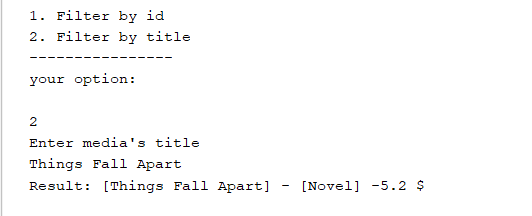 1. Filter by id
2. Filter by title
----------------
your option:
2
Enter media's title
Things Fall Apart
Result: [Things Fall Apart] - [Novel] -5.2 $